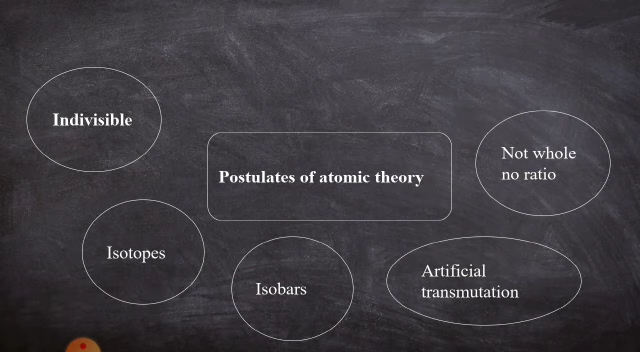 Indivisible
Postulates of atomic theory
Not whole
no ratio
Isotopes
Isobars
Artificial
transmutation